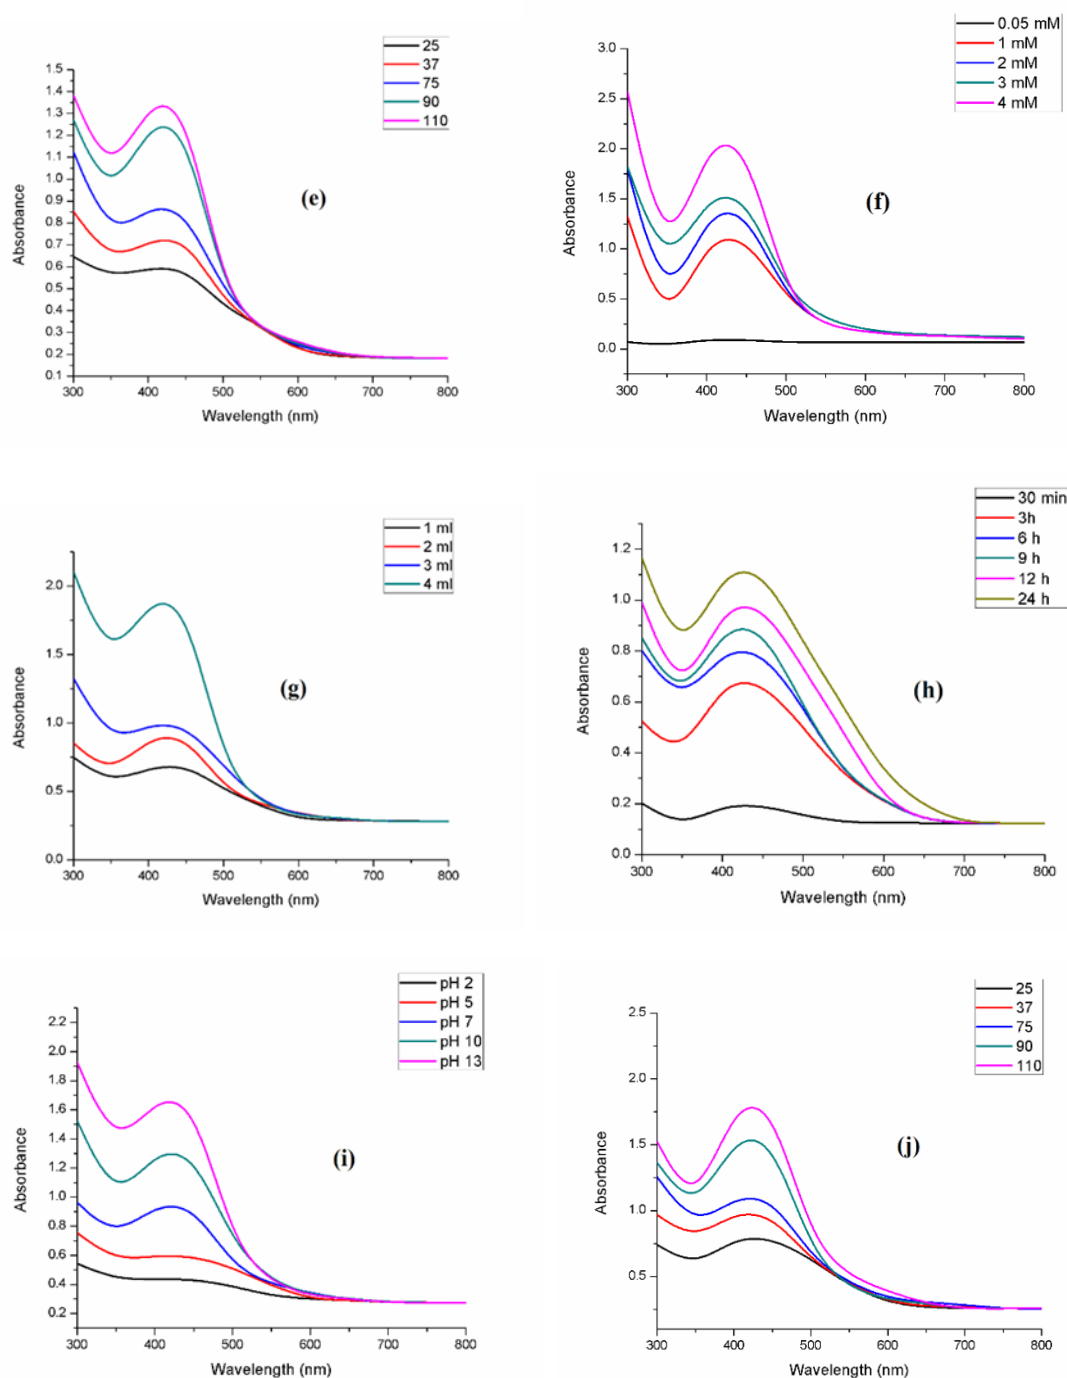 25
37
75
90
110
1.5
1.4
1.3
1.2
1.1
1.0
0.9
0.8
0.7
0.6
0.5
0.4
0.3
0.2
0.1
Absorbance
(e)
300 400 500 600 700 800
Wavelength (nm)
0.05 mM
1 mM
2 mM
3 mM
4 mM
3.0
2.5
2.0
1.5
1.0
0.5
0.0
Absorbance
(f)
300 400 500 600 700 800
Wavelength (nm)
1 ml
2 ml
3 ml
4 ml
2.0
1.5
1.0
0.5
0.0
Absorbance
(g)
300 400 500 600 700 800
Wavelength (nm)
30 min
3h
6 h
9 h
12 h
24 h
1.2
1.0
0.8
0.6
0.4
0.2
0.0
Absorbance
(h)
300 400 500 600 700 800
Wavelength (nm)
pH 2
pH 5
pH 7
pH 10
pH 13
2.2
2.0
1.8
1.6
1.4
1.2
1.0
0.8
0.6
0.4
0.2
Absorbance
(i)
300 400 500 600 700 800
Wavelength (nm)
25
37
75
90
110
2.5
2.0
1.5
1.0
0.5
Absorbance
(j)
300 400 500 600 700 800
Wavelength (nm)